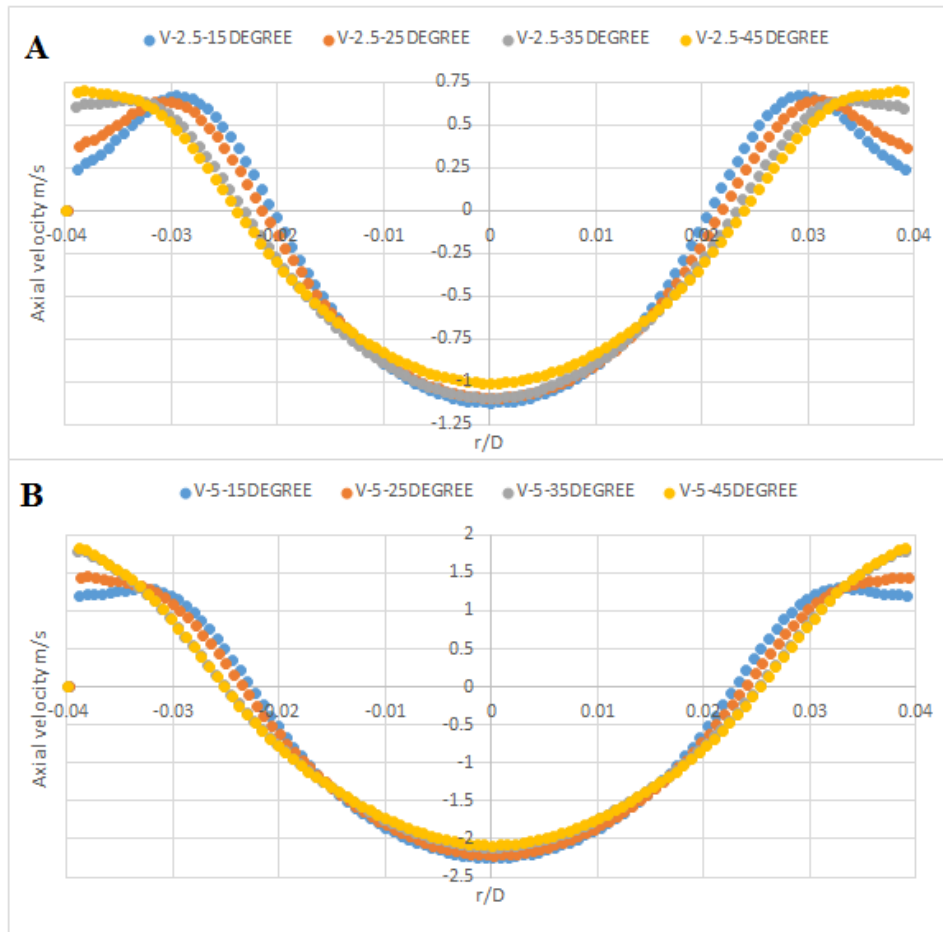 A
V-2.5-15DEGREE V-2.5-25DEGREE V-2.5-35DEGREE V-2.5-45DEGREE
0.75
0.5
0.25
0
-0.04 -0.03 -0.02 -0.01 0 0.01 0.02 0.03 0.04
-0.25
-0.5
-0.75
-1
-1.25
Axial velocity m/s
r/D
B
V-5-15DEGREE V-5-25DEGREE V-5-35DEGREE V-5-45DEGREE
2
1.5
1
0.5
0
-0.04 -0.03 -0.02 -0.01 0 0.01 0.02 0.03 0.04
-0.5
-1
-1.5
-2
-2.5
Axial velocity m/s
r/D